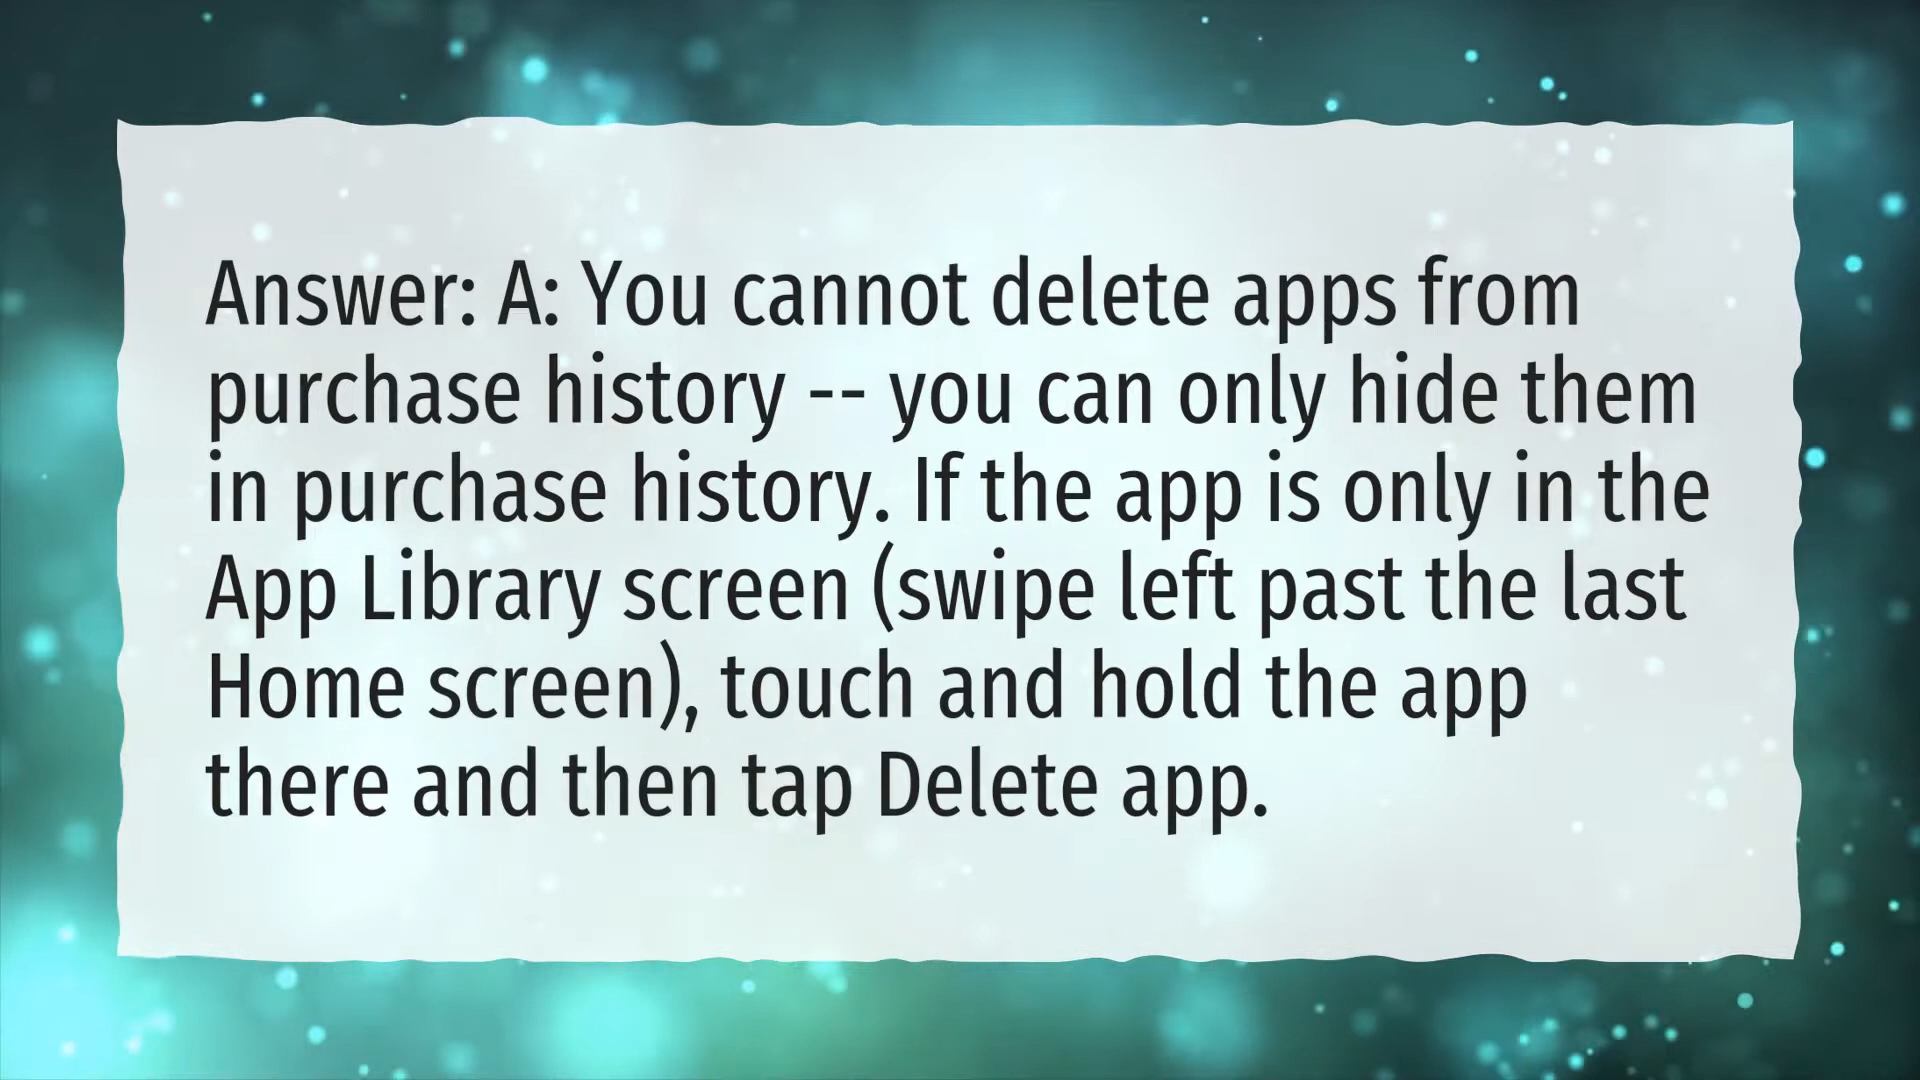 Answer: A: You cannot delete apps from
purchase history -- you can only hide them
in purchase history. If the app is only in the
App Library screen (swipe left past the last
Home screen), touch and hold the app
there and then tap Delete app.